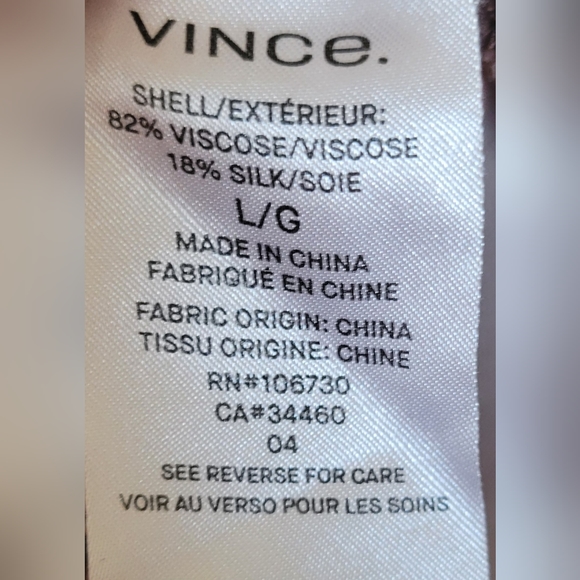 VINCe.
SHELL/EXTÉRIEUR:
82% VISCOSE/VISCOSE
18% SILK/SOIE
L/G
MADE IN CHINA
FABRIQUÉ EN CHINE
FABRIC ORIGIN: CHINA
TISSU ORIGINE: CHINE
RN#106730
CA#34460
04
SEE REVERSE FOR CARE
VOIR AU VERSO POUR LES SOINS